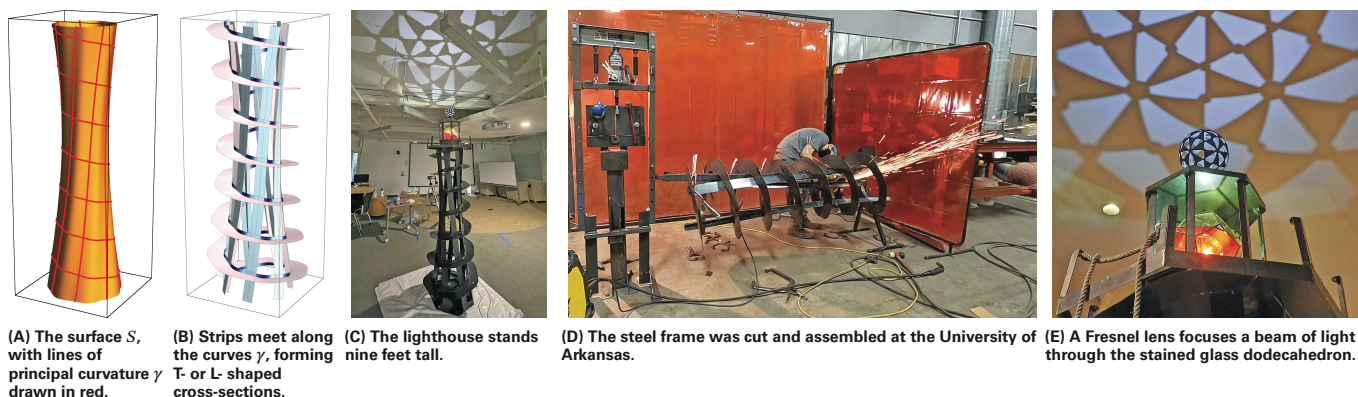 (A) The surface S,
with lines of
principal curvature γ
drawn in red.
(B) Strips meet along
the curves γ, forming
T- or L- shaped
cross-sections.
(C) The lighthouse stands
nine feet tall.
(D) The steel frame was cut and assembled at the University of
Arkansas.
(E) A Fresnel lens focuses a beam of light
through the stained glass dodecahedron.